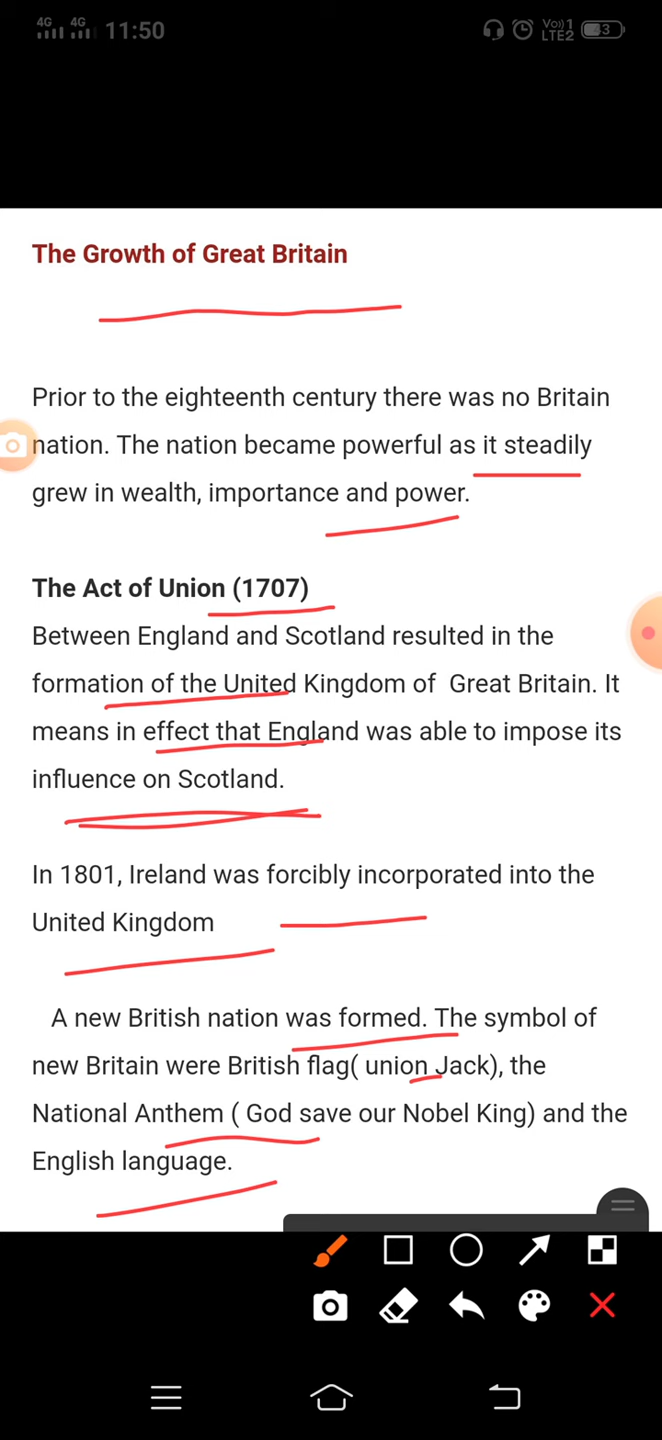 4G 4G 11:50 Vo))1 LTE2 43
The Growth of Great Britain
Prior to the eighteenth century there was no Britain
nation. The nation became powerful as it steadily
grew in wealth, importance and power.
The Act of Union (1707)
Between England and Scotland resulted in the
formation of the United Kingdom of Great Britain. It
means in effect that England was able to impose its
influence on Scotland.
In 1801, Ireland was forcibly incorporated into the
United Kingdom
A new British nation was formed. The symbol of
new Britain were British flag( union Jack), the
National Anthem ( God save our Nobel King) and the
English language.